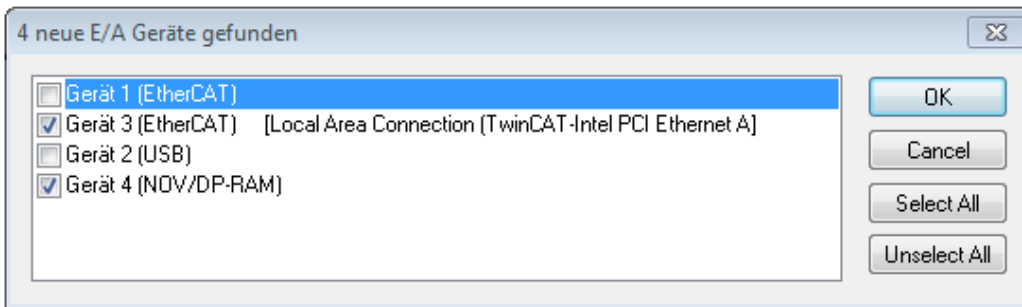 4 neue E/A Geräte gefunden
Gerät 1 (EtherCAT)
Gerät 3 (EtherCAT) [Local Area Connection (TwinCAT-Intel PCI Ethernet A]
Gerät 2 (USB)
Gerät 4 (NOV/DP-RAM)
OK
Cancel
Select All
Unselect All